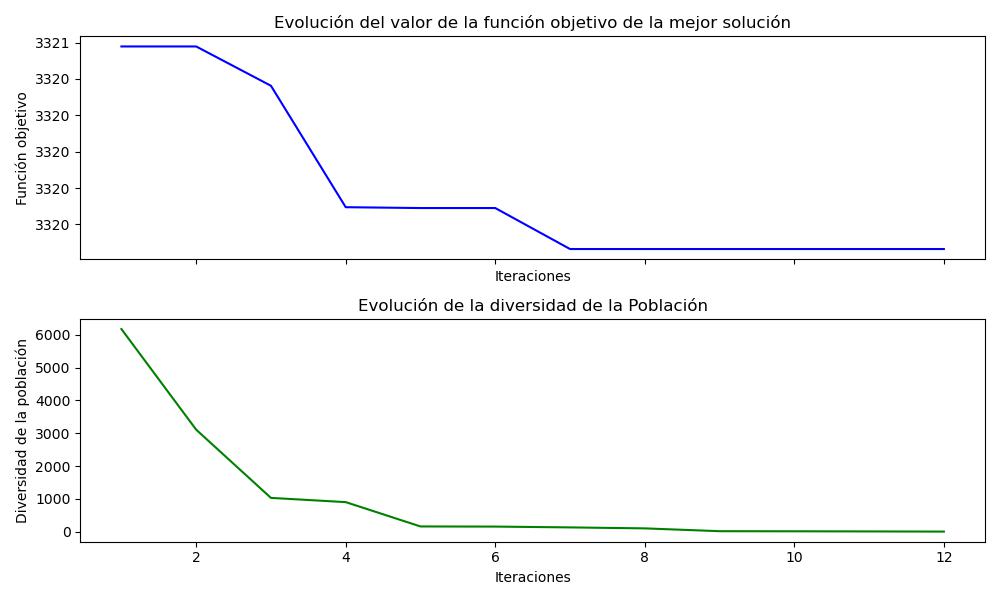 Evolución del valor de la función objetivo de la mejor solución
Función objetivo
3321
3320
3320
3320
3320
3320
Iteraciones
Evolución de la diversidad de la Población
Diversidad de la población
6000
5000
4000
3000
2000
1000
0
2 4 6 8 10 12
Iteraciones